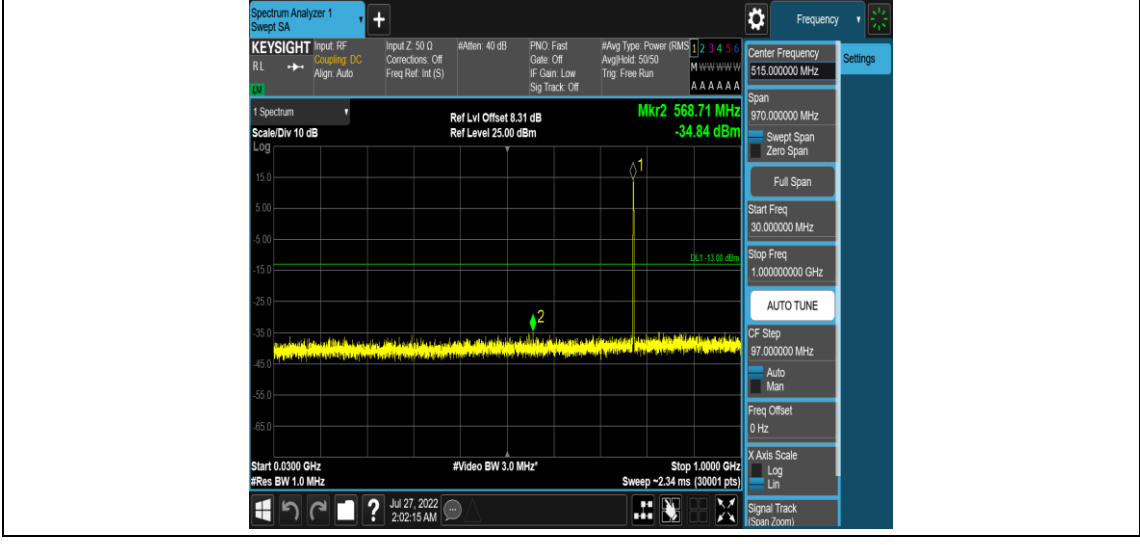 Spectrum Analyzer 1
Swept SA
+
Frequency
KEYSIGHT
RL
LXI
Input: RF
Coupling: DC
Align: Auto
Input Z: 50 Ω
Corrections: Off
Freq Ref: Int (S)
#Atten: 40 dB
PNO: Fast
Gate: Off
IF Gain: Low
Sig Track: Off
#Avg Type: Power (RMS
Avg|Hold: 50/50
Trig: Free Run
1 2 3 4 5 6
M W W W W W
A A A A A A
Center Frequency
515.000000 MHz
Settings
Span
970.000000 MHz
Swept Span
Zero Span
Full Span
Start Freq
30.000000 MHz
Stop Freq
1.000000000 GHz
AUTO TUNE
CF Step
97.000000 MHz
Auto
Man
Freq Offset
0 Hz
X Axis Scale
Log
Lin
Signal Track
(Span Zoom)
1 Spectrum
Scale/Div 10 dB
Log
Ref Lvl Offset 8.31 dB
Ref Level 25.00 dBm
Mkr2 568.71 MHz
-34.84 dBm
15.0
5.00
-5.00
-15.0
-25.0
-35.0
-45.0
-55.0
-65.0
1
DL1 -13.00 dBm
2
Start 0.0300 GHz
#Res BW 1.0 MHz
#Video BW 3.0 MHz*
Stop 1.0000 GHz
Sweep ~2.34 ms (30001 pts)
?
Jul 27, 2022
2:02:15 AM